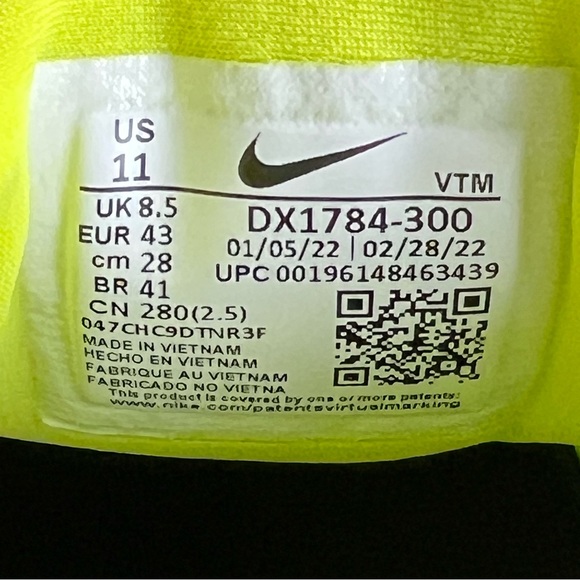 US
11
VTM
UK 8.5
EUR 43
cm 28
BR 41
CN 280(2.5)
DX1784-300
01/05/22 | 02/28/22
UPC 00196148463439
047CHC9DTNR3F
MADE IN VIETNAM
HECHO EN VIETNAM
FABRIQUE AU VIETNAM
FABRICADO NO VIETNA
This product is covered by one or more patents:
www.nike.com/patentsvirtualmarking